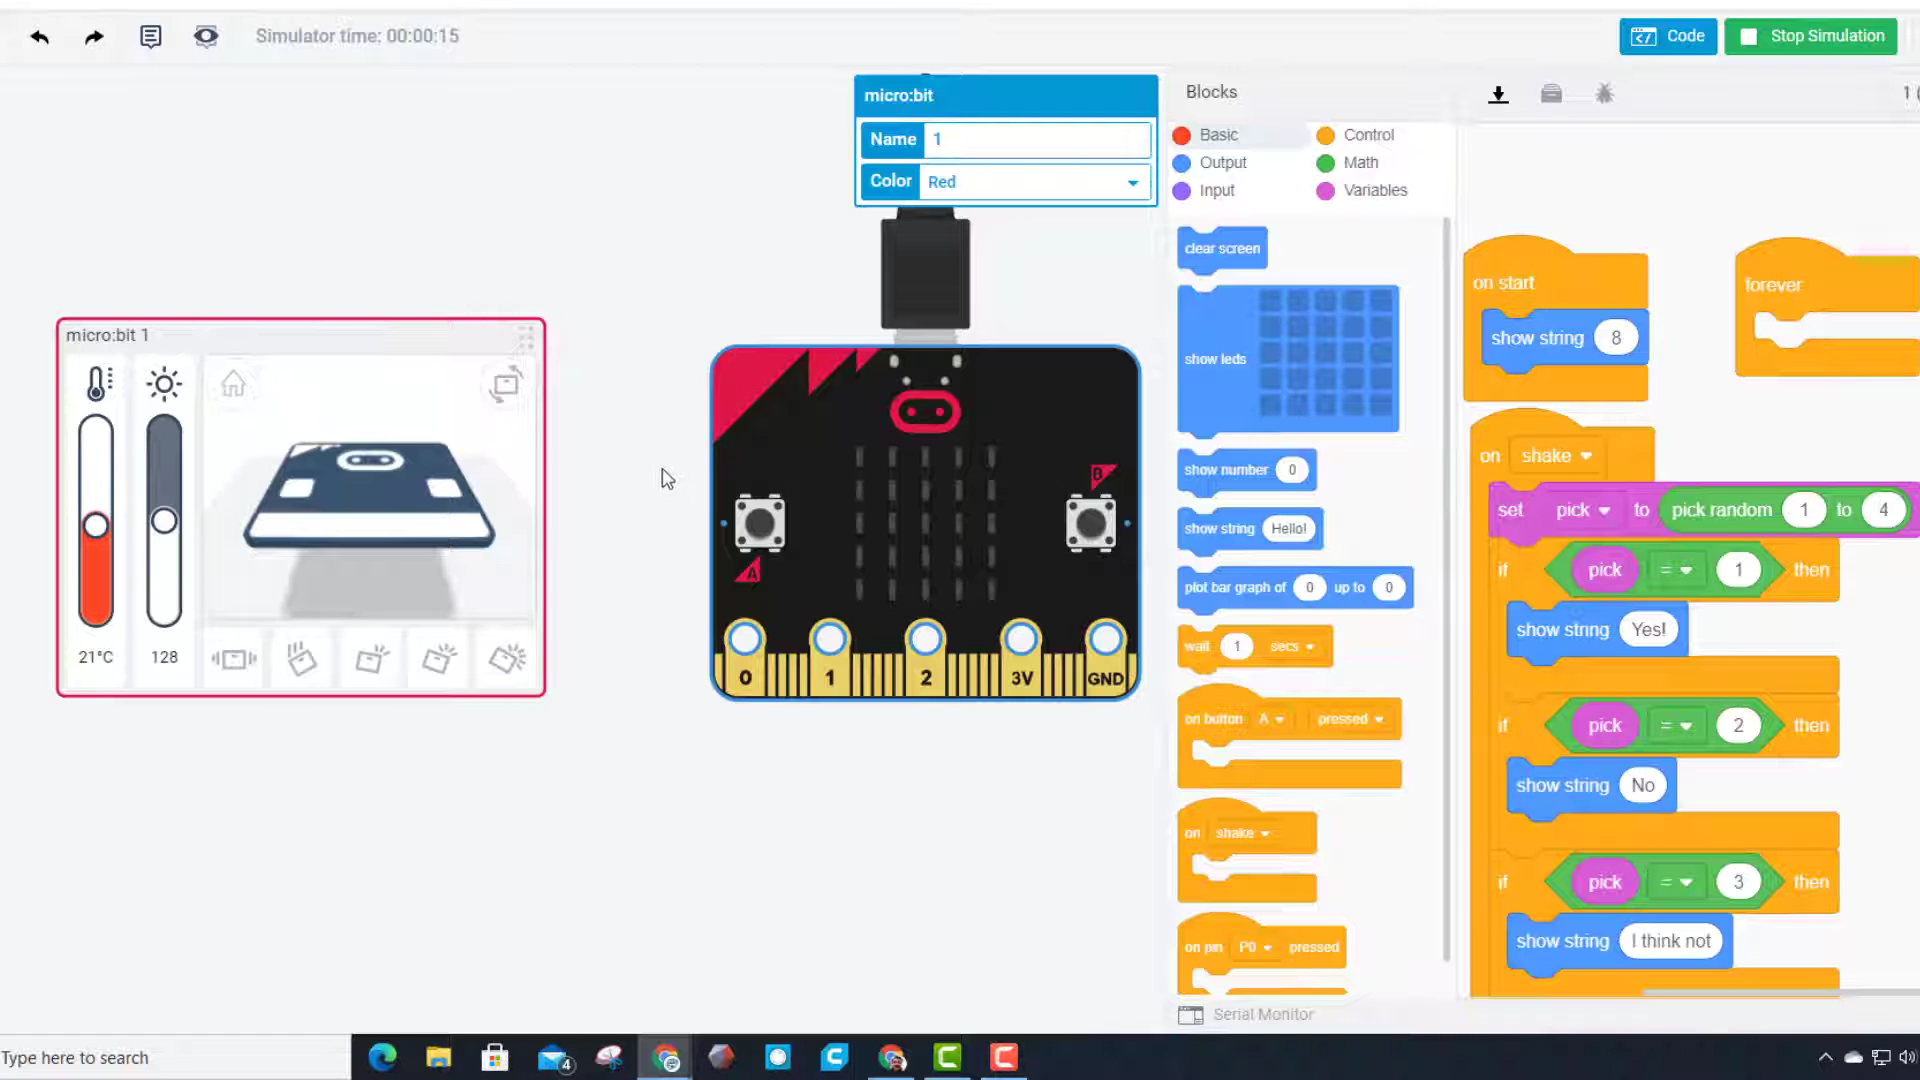 Simulator time: 00:00:15
Code
Stop Simulation
micro:bit
Name 1
Color Red
micro:bit 1
21°C
128
A
B
0 1 2 3V GND
Blocks
1 (
Basic
Control
Output
Math
Input
Variables
clear screen
show leds
show number 0
show string Hello!
plot bar graph of 0 up to 0
wait 1 secs
on button A pressed
on shake
on pin P0 pressed
Serial Monitor
on start
show string 8
forever
on shake
set pick to pick random 1 to 4
if pick = 1 then
show string Yes!
if pick = 2 then
show string No
if pick = 3 then
show string I think not
Type here to search
4